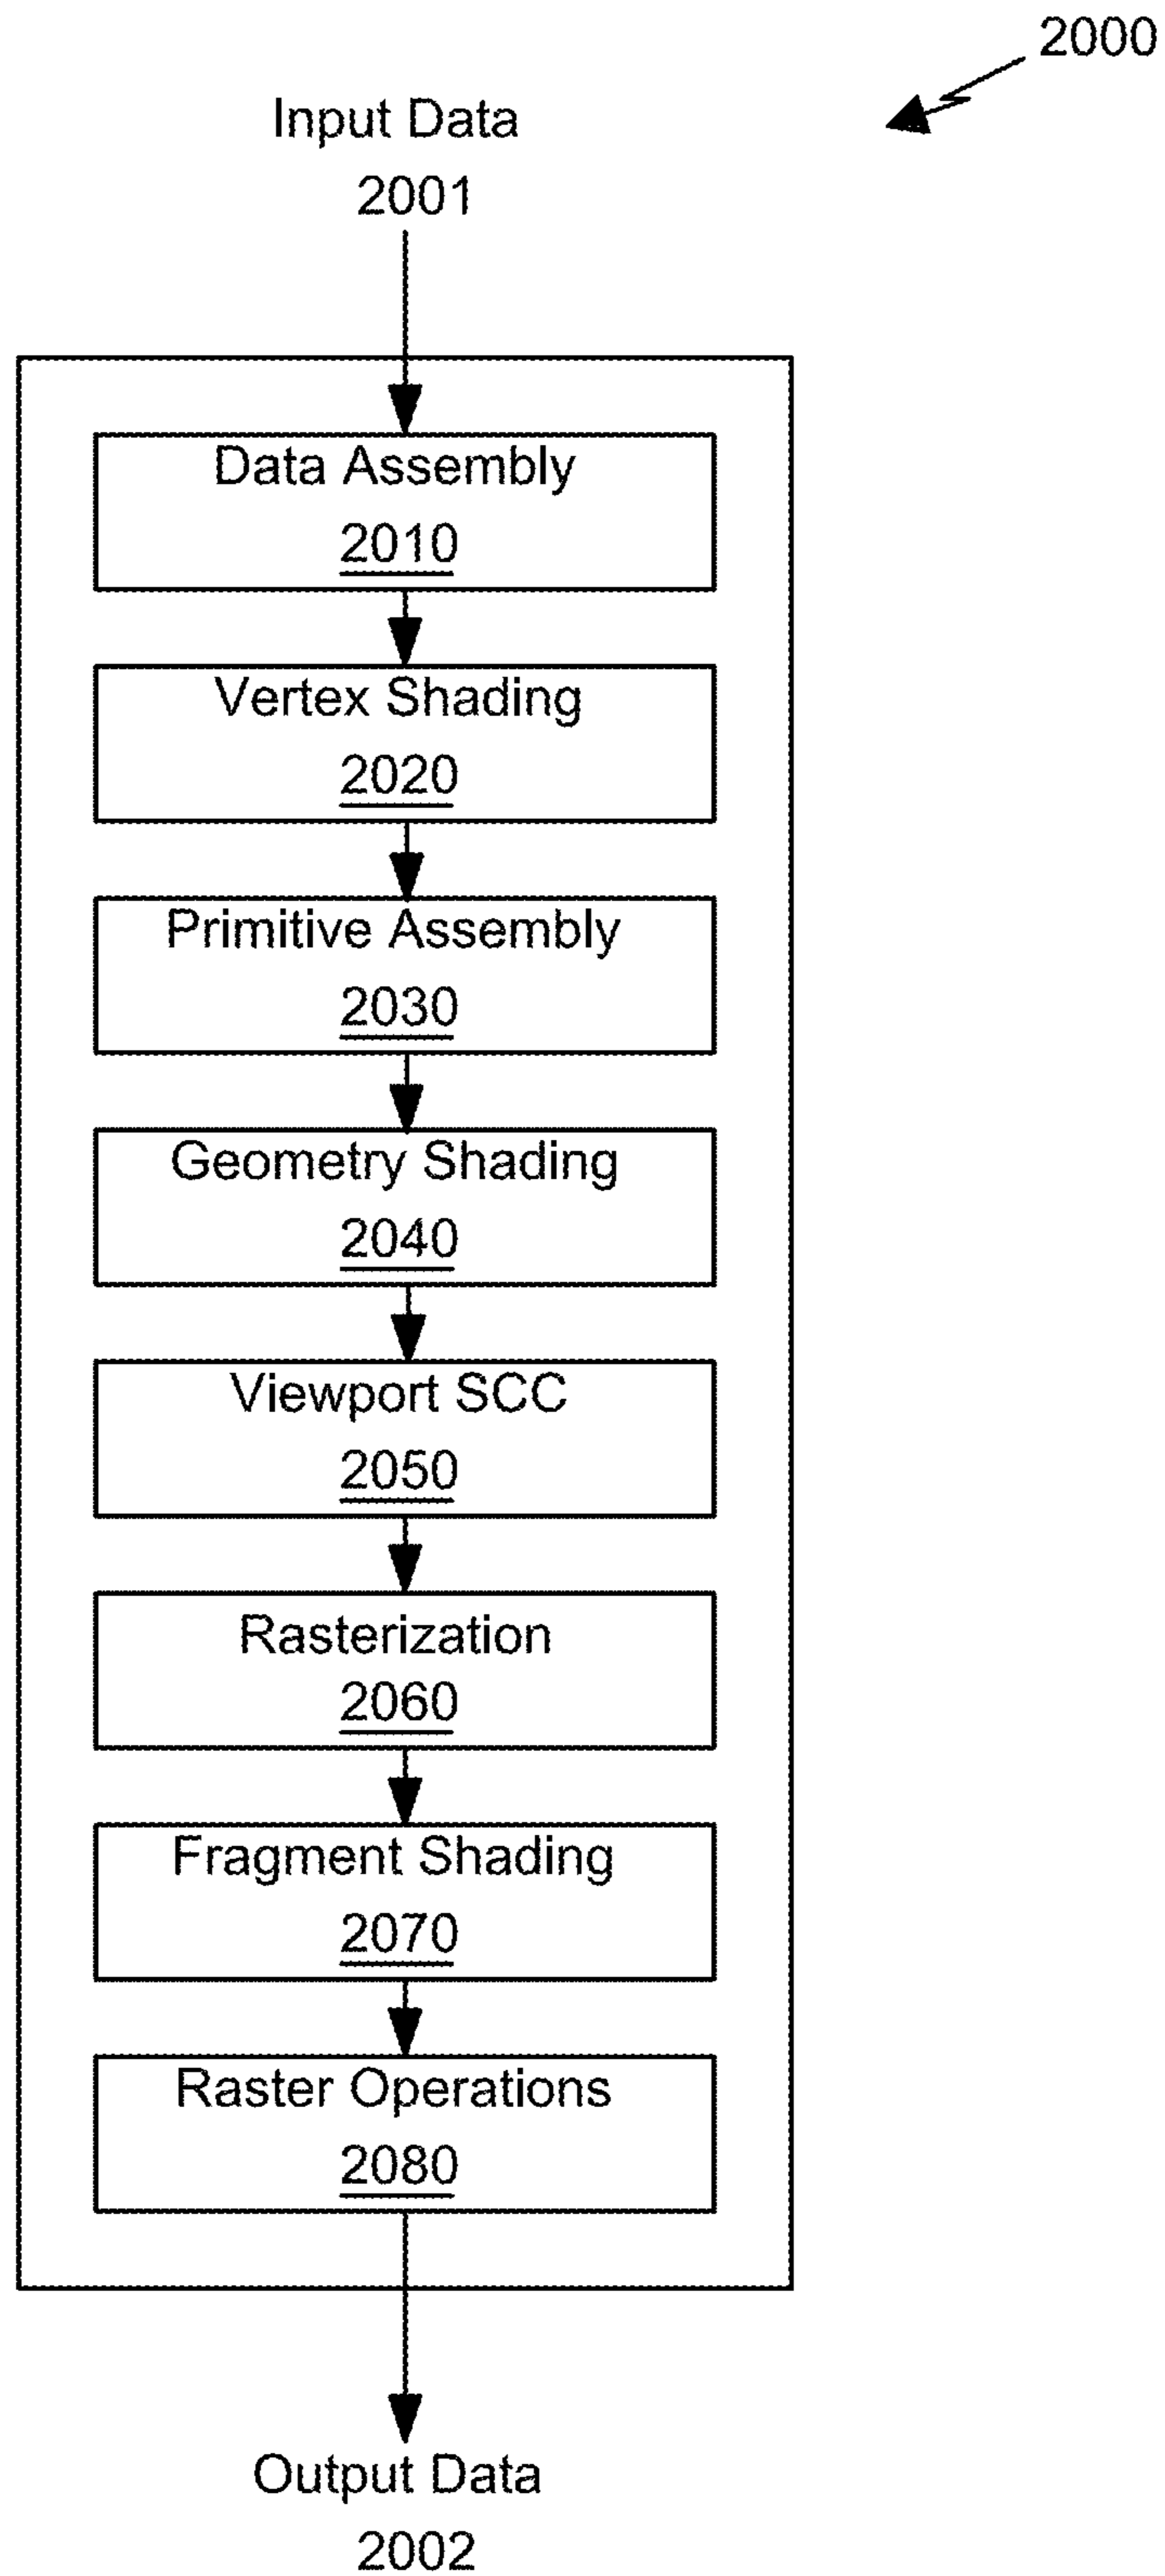 2000
Input Data
2001
Data Assembly
2010
Vertex Shading
2020
Primitive Assembly
2030
Geometry Shading
2040
Viewport SCC
2050
Rasterization
2060
Fragment Shading
2070
Raster Operations
2080
Output Data
2002